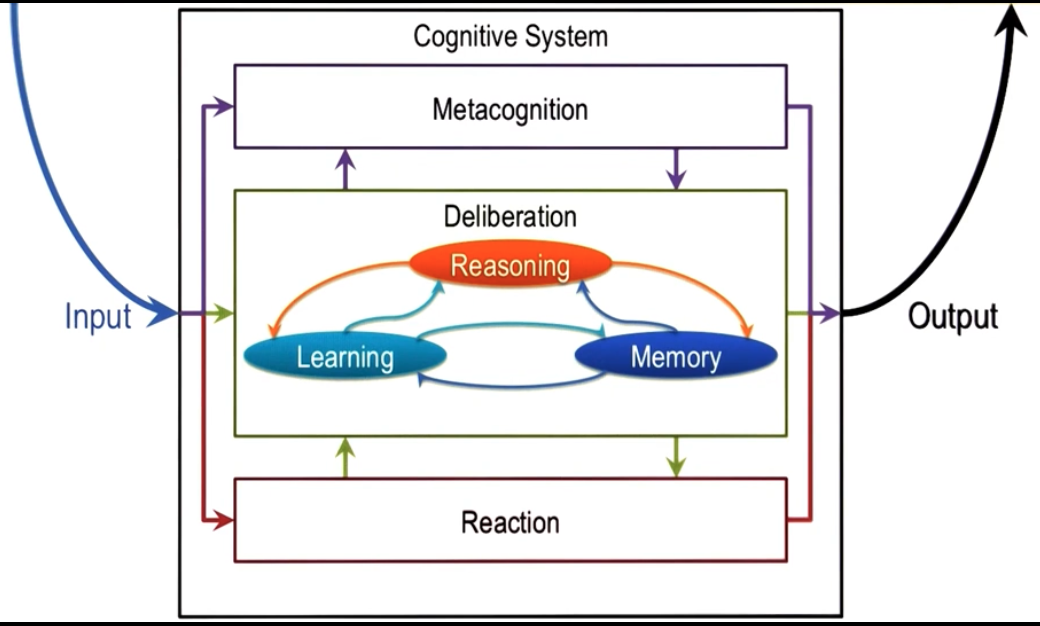 Cognitive System
Metacognition
Deliberation
Reasoning
Input
Output
Learning
Memory
Reaction